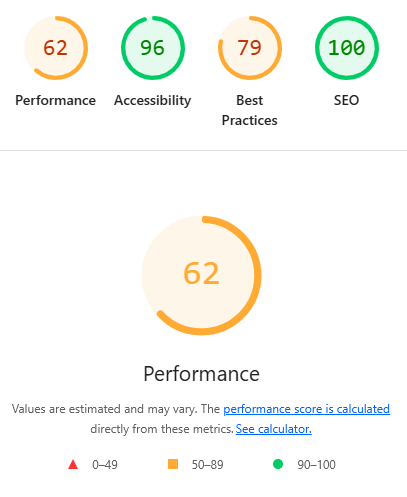 62 96 79 100
Performance Accessibility Best SEO
Practices
62
Performance
Values are estimated and may vary. The performance score is calculated
directly from these metrics. See calculator.
0–49 50–89 90–100